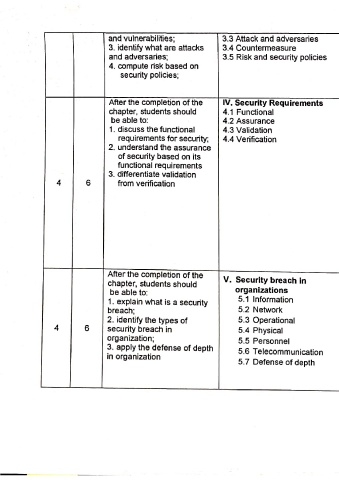 and vulnerabilities;
3. identify what are attacks
and adversaries;
4. compute risk based on
security policies;
3.3 Attack and adversaries
3.4 Countermeasure
3.5 Risk and security policies
4
6
After the completion of the
chapter, students should
be able to:
1. discuss the functional
requirements for security;
2. understand the assurance
of security based on its
functional requirements
3. differentiate validation
from verification
IV. Security Requirements
4.1 Functional
4.2 Assurance
4.3 Validation
4.4 Verification
4
6
After the completion of the
chapter, students should
be able to:
1. explain what is a security
breach;
2. identify the types of
security breach in
organization;
3. apply the defense of depth
in organization
V. Security breach in
organizations
5.1 Information
5.2 Network
5.3 Operational
5.4 Physical
5.5 Personnel
5.6 Telecommunication
5.7 Defense of depth